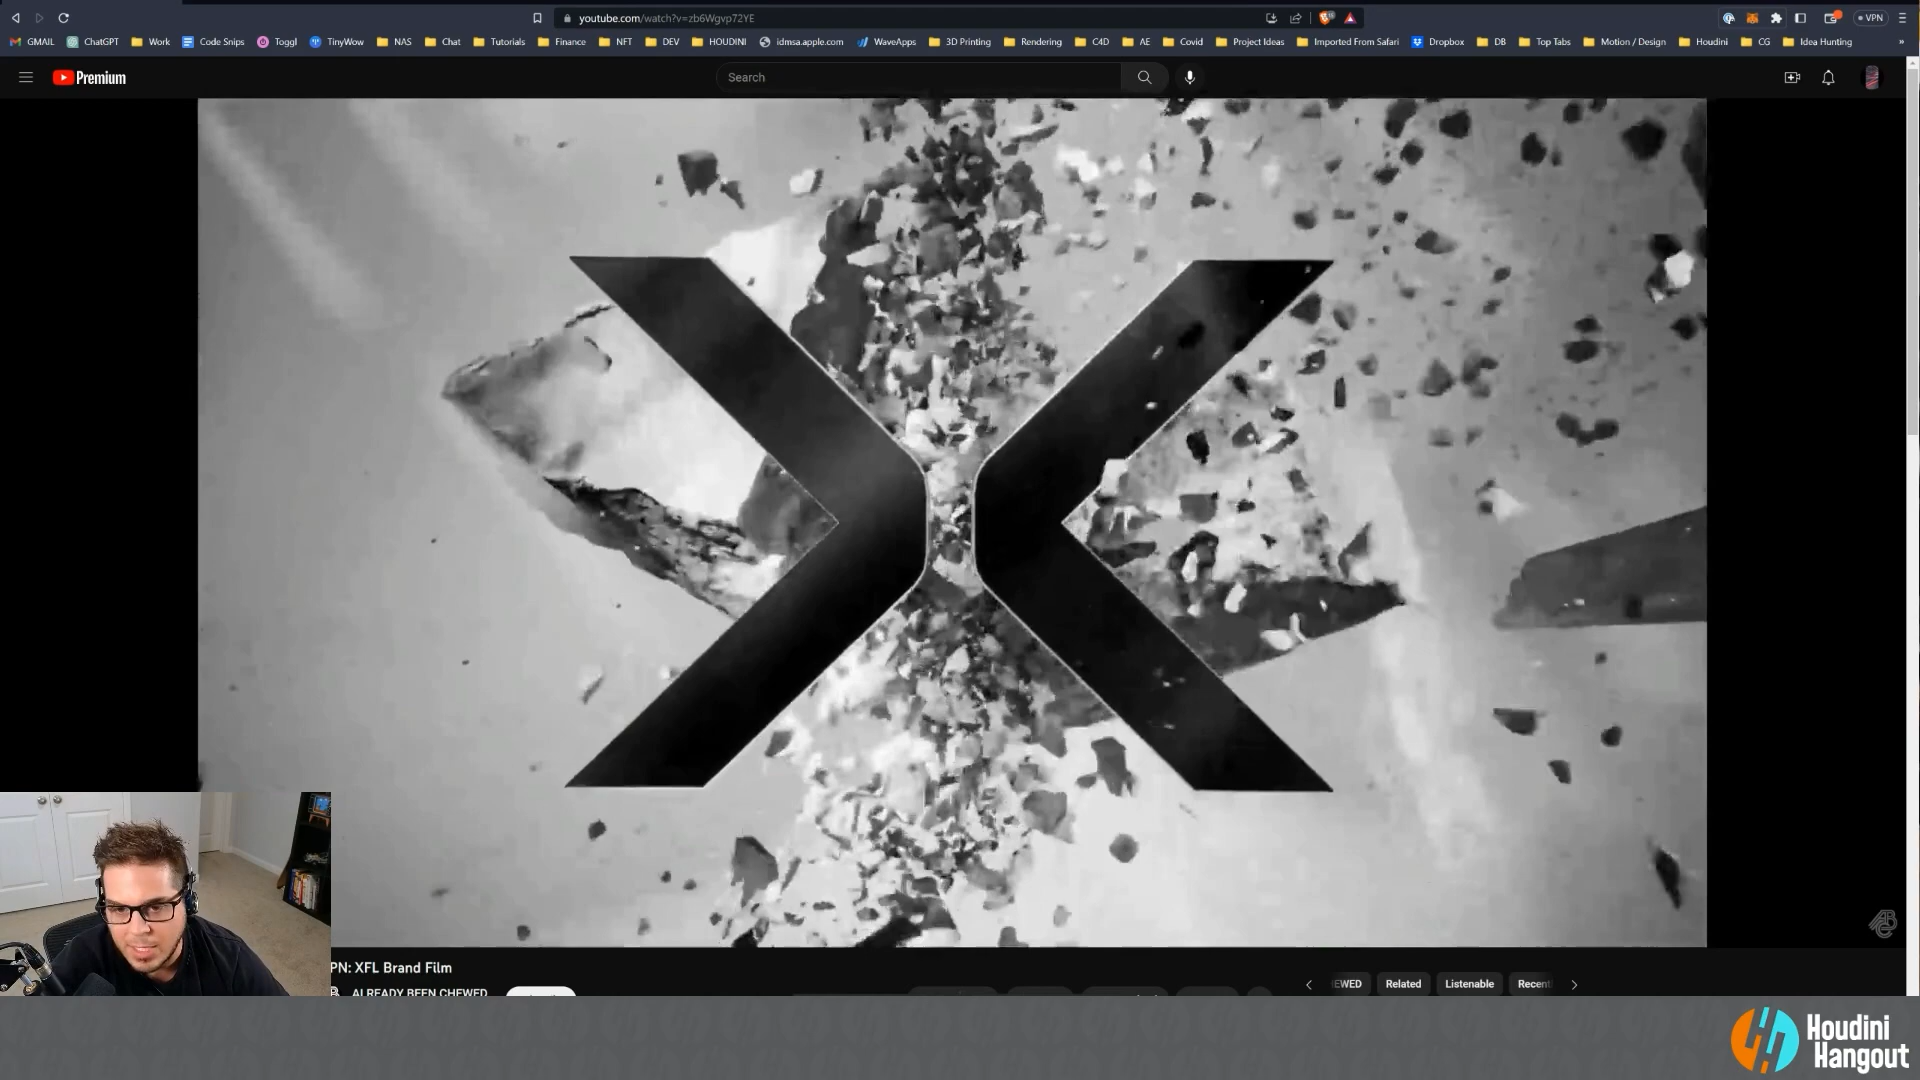 youtube.com/watch?v=zb6Wgvp72YE
VPN
GMAIL
ChatGPT
Work
Code Snips
Toggl
TinyWow
NAS
Chat
Tutorials
Finance
NFT
DEV
HOUDINI
idmsa.apple.com
WaveApps
3D Printing
Rendering
C4D
AE
Covid
Project Ideas
Imported From Safari
Dropbox
DB
Top Tabs
Motion / Design
Houdini
CG
Idea Hunting
Premium
Search
X
PN: XFL Brand Film
ALREADY BEEN CHEWED
EWED
Related
Listenable
Recent
Houdini
Hangout